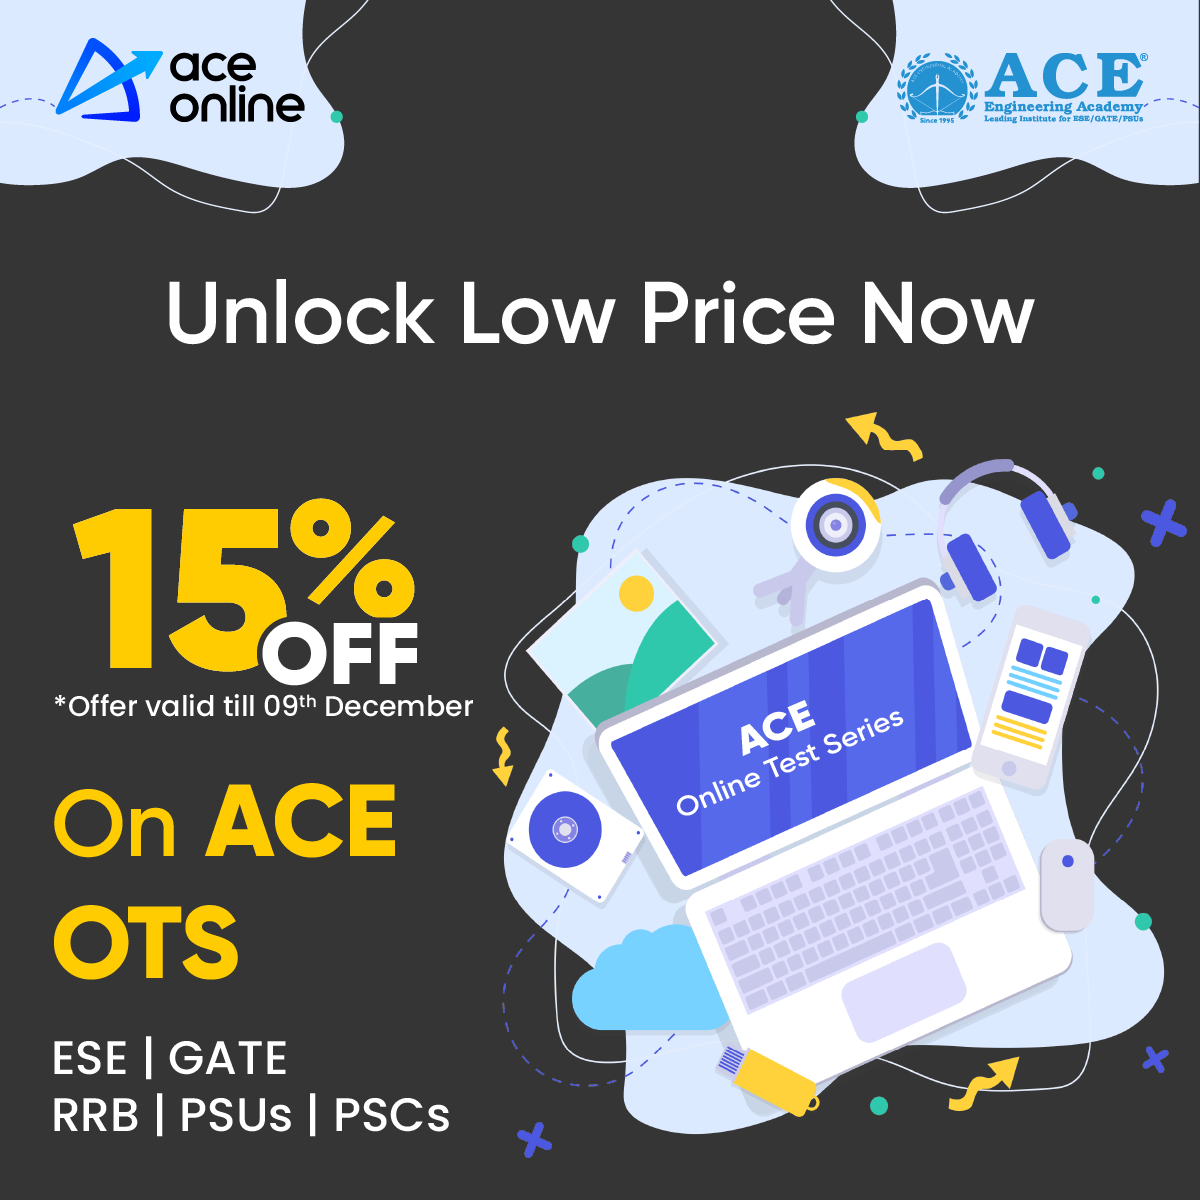 ace
online
ACE®
Engineering Academy
Leading Institute for ESE/GATE/PSUs
Since 1995
Unlock Low Price Now
15%
OFF
*Offer valid till 09th December
On ACE
OTS
ESE | GATE
RRB | PSUs | PSCs
ACE
Online Test Series